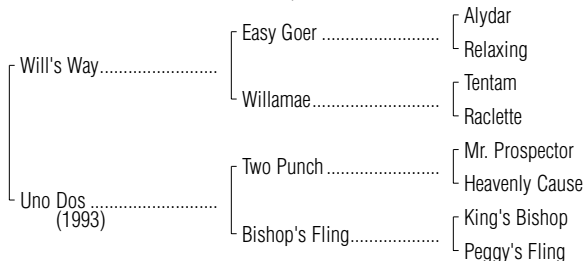 Alydar
Easy Goer ......................
Relaxing
Will's Way......................
Tentam
Willamae........................
Raclette
Mr. Prospector
Two Punch .....................
Heavenly Cause
Uno Dos ........................
(1993)
King's Bishop
Bishop's Fling.................
Peggy's Fling